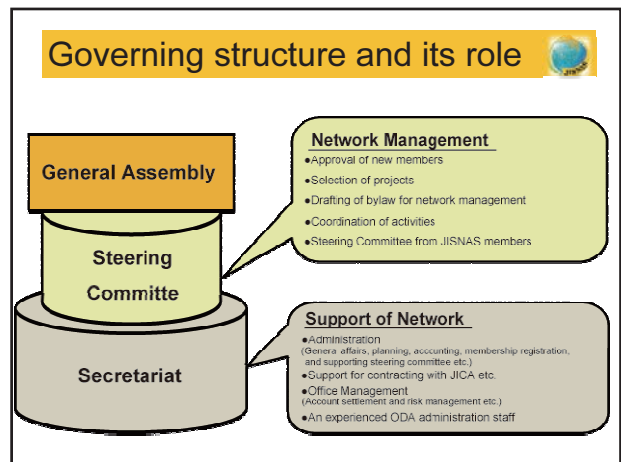 Governing structure and its role
JISNAS
General Assembly
Steering
Committe
Secretariat
Network Management
●Approval of new members
●Selection of projects
●Drafting of bylaw for network management
●Coordination of activities
●Steering Committee from JISNAS members
Support of Network
●Administration
(General affairs, planning, accounting, membership registration,
and supporting steering committee etc.)
●Support for contracting with JICA etc.
●Office Management
(Account settlement and risk management etc.)
●An experienced ODA administration staff